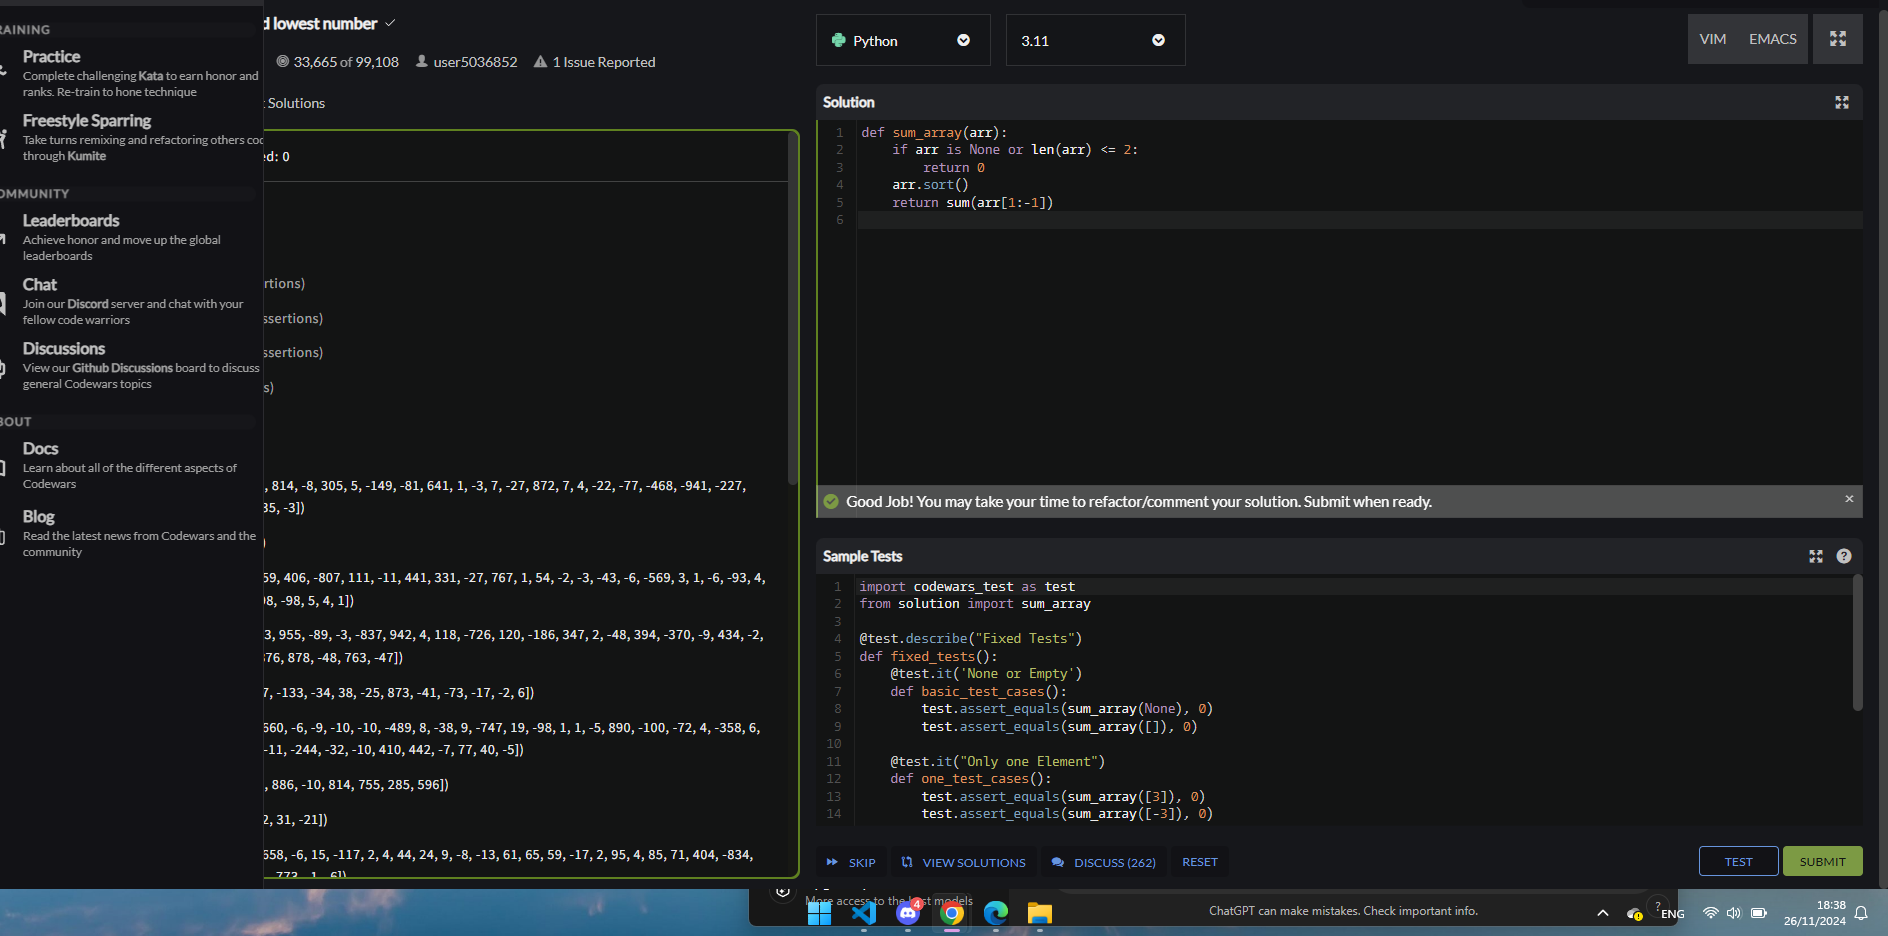 RAINING
Practice
Complete challenging Kata to earn honor and
ranks. Re-train to hone technique
Freestyle Sparring
Take turns remixing and refactoring others co
through Kumite
OMMUNITY
Leaderboards
Achieve honor and move up the global
leaderboards
Chat
Join our Discord server and chat with your
fellow code warriors
Discussions
View our Github Discussions board to discuss
general Codewars topics
BOUT
Docs
Learn about all of the different aspects of
Codewars
Blog
Read the latest news from Codewars and the
community
d lowest number
33,665 of 99,108 user5036852 1 Issue Reported
Solutions
ed: 0
rtions)
ssertions)
ssertions)
s)
, 814, -8, 305, 5, -149, -81, 641, 1, -3, 7, -27, 872, 7, 4, -22, -77, -468, -941, -227,
35, -3])
)
59, 406, -807, 111, -11, 441, 331, -27, 767, 1, 54, -2, -3, -43, -6, -569, 3, 1, -6, -93, 4,
98, -98, 5, 4, 1])
3, 955, -89, -3, -837, 942, 4, 118, -726, 120, -186, 347, 2, -48, 394, -370, -9, 434, -2,
376, 878, -48, 763, -47])
7, -133, -34, 38, -25, 873, -41, -73, -17, -2, 6])
660, -6, -9, -10, -10, -489, 8, -38, 9, -747, 19, -98, 1, 1, -5, 890, -100, -72, 4, -358, 6,
-11, -244, -32, -10, 410, 442, -7, 77, 40, -5])
, 886, -10, 814, 755, 285, 596])
2, 31, -21])
658, -6, 15, -117, 2, 4, 44, 24, 9, -8, -13, 61, 65, 59, -17, 2, 95, 4, 85, 71, 404, -834,
Python 3.11 VIM EMACS
Solution
1 def sum_array(arr):
2 if arr is None or len(arr) <= 2:
3 return 0
4 arr.sort()
5 return sum(arr[1:-1])
6
Good Job! You may take your time to refactor/comment your solution. Submit when ready. ×
Sample Tests
1 import codewars_test as test
2 from solution import sum_array
3
4 @test.describe("Fixed Tests")
5 def fixed_tests():
6 @test.it('None or Empty')
7 def basic_test_cases():
8 test.assert_equals(sum_array(None), 0)
9 test.assert_equals(sum_array([]), 0)
10
11 @test.it("Only one Element")
12 def one_test_cases():
13 test.assert_equals(sum_array([3]), 0)
14 test.assert_equals(sum_array([-3]), 0)
SKIP VIEW SOLUTIONS DISCUSS (262) RESET TEST SUBMIT
More access to the best models
ChatGPT can make mistakes. Check important info.
4
? ENG
18:38
26/11/2024